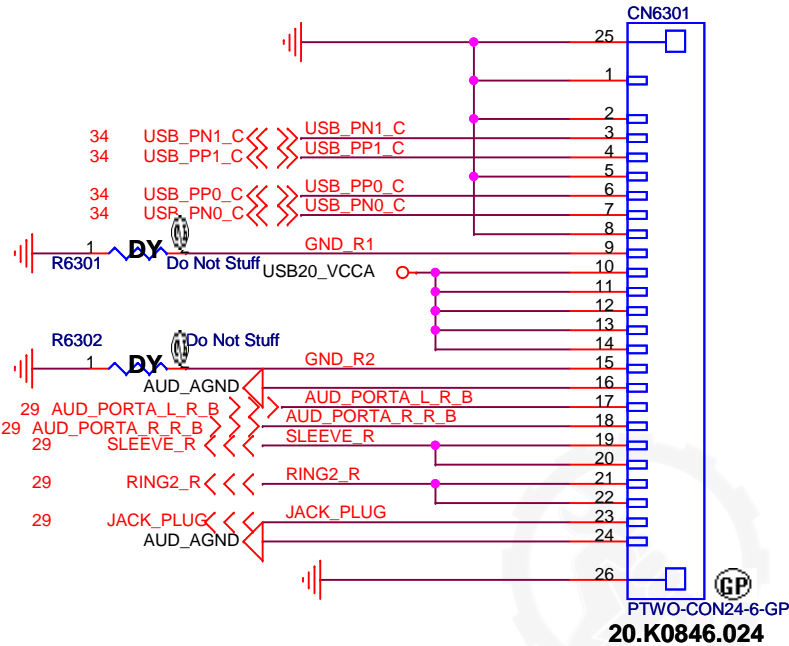 CN6301
25
1
2
34 USB_PN1_C USB_PN1_C 3
34 USB_PP1_C USB_PP1_C 4
5
34 USB_PP0_C USB_PP0_C 6
34 USB_PN0_C USB_PN0_C 7
8
1 DY GND_R1 9
R6301 Do Not Stuff
USB20_VCCA 10
11
12
13
R6302 Do Not Stuff 14
1 DY GND_R2 15
AUD_AGND 16
29 AUD_PORTA_L_R_B AUD_PORTA_L_R_B 17
29 AUD_PORTA_R_R_B AUD_PORTA_R_R_B 18
29 SLEEVE_R SLEEVE_R 19
20
29 RING2_R RING2_R 21
22
29 JACK_PLUG JACK_PLUG 23
AUD_AGND 24
26
GP
PTWO-CON24-6-GP
20.K0846.024